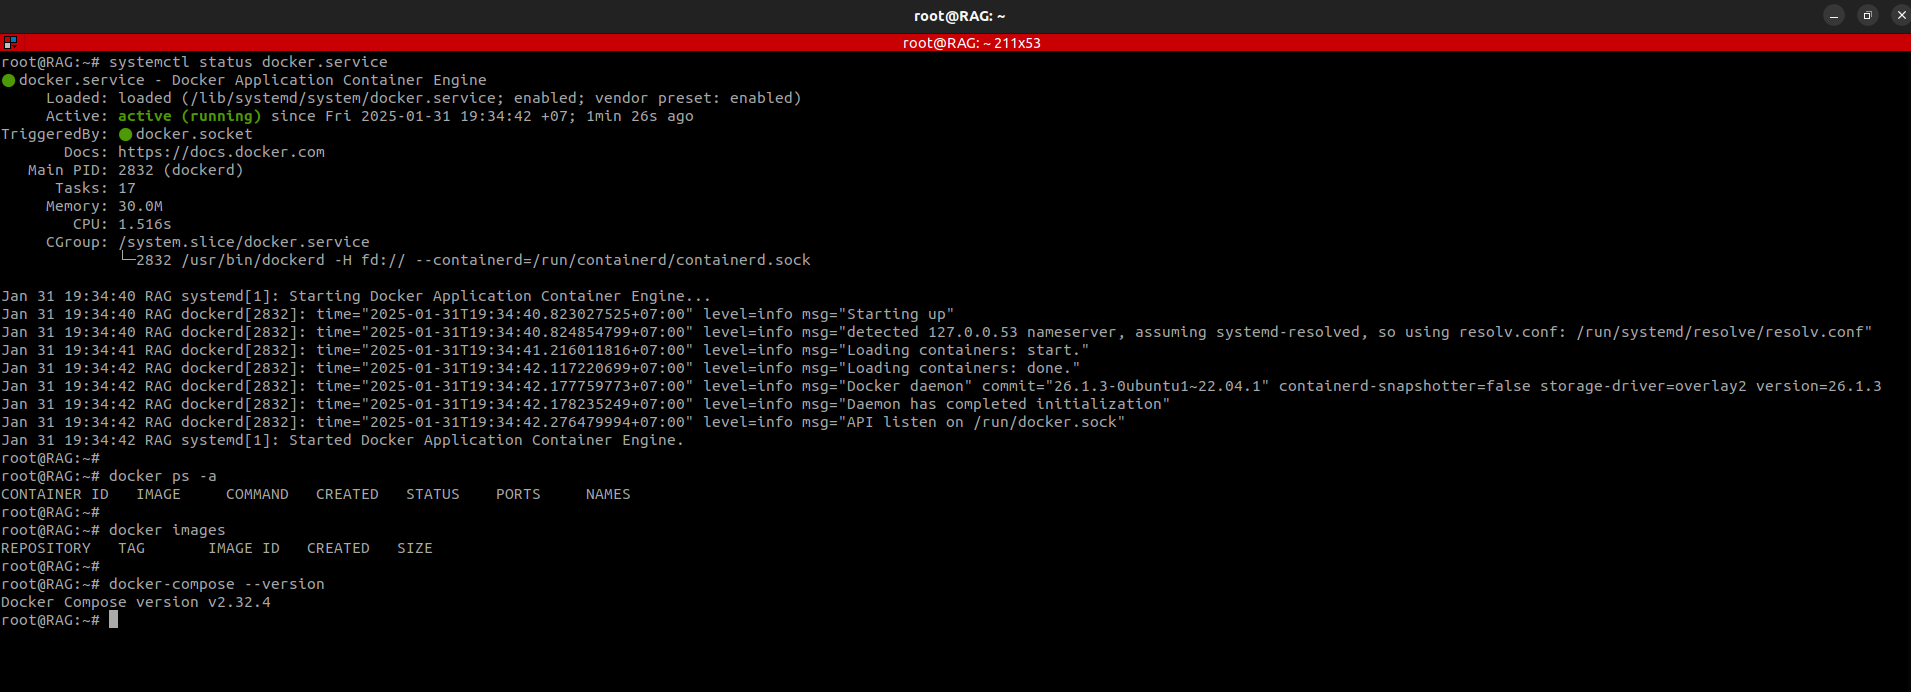 root@RAG: ~
root@RAG: ~ 211x53
root@RAG:~# systemctl status docker.service
docker.service - Docker Application Container Engine
Loaded: loaded (/lib/systemd/system/docker.service; enabled; vendor preset: enabled)
Active: active (running) since Fri 2025-01-31 19:34:42 +07; 1min 26s ago
TriggeredBy: docker.socket
Docs: https://docs.docker.com
Main PID: 2832 (dockerd)
Tasks: 17
Memory: 30.0M
CPU: 1.516s
CGroup: /system.slice/docker.service
└─2832 /usr/bin/dockerd -H fd:// --containerd=/run/containerd/containerd.sock
Jan 31 19:34:40 RAG systemd[1]: Starting Docker Application Container Engine...
Jan 31 19:34:40 RAG dockerd[2832]: time="2025-01-31T19:34:40.823027525+07:00" level=info msg="Starting up"
Jan 31 19:34:40 RAG dockerd[2832]: time="2025-01-31T19:34:40.824854799+07:00" level=info msg="detected 127.0.0.53 nameserver, assuming systemd-resolved, so using resolv.conf: /run/systemd/resolve/resolv.conf"
Jan 31 19:34:41 RAG dockerd[2832]: time="2025-01-31T19:34:41.216011816+07:00" level=info msg="Loading containers: start."
Jan 31 19:34:42 RAG dockerd[2832]: time="2025-01-31T19:34:42.117220699+07:00" level=info msg="Loading containers: done."
Jan 31 19:34:42 RAG dockerd[2832]: time="2025-01-31T19:34:42.177759773+07:00" level=info msg="Docker daemon" commit="26.1.3-0ubuntu1~22.04.1" containerd-snapshotter=false storage-driver=overlay2 version=26.1.3
Jan 31 19:34:42 RAG dockerd[2832]: time="2025-01-31T19:34:42.178235249+07:00" level=info msg="Daemon has completed initialization"
Jan 31 19:34:42 RAG dockerd[2832]: time="2025-01-31T19:34:42.276479994+07:00" level=info msg="API listen on /run/docker.sock"
Jan 31 19:34:42 RAG systemd[1]: Started Docker Application Container Engine.
root@RAG:~#
root@RAG:~# docker ps -a
CONTAINER ID   IMAGE     COMMAND   CREATED   STATUS    PORTS     NAMES
root@RAG:~#
root@RAG:~# docker images
REPOSITORY   TAG       IMAGE ID   CREATED   SIZE
root@RAG:~#
root@RAG:~# docker-compose --version
Docker Compose version v2.32.4
root@RAG:~#